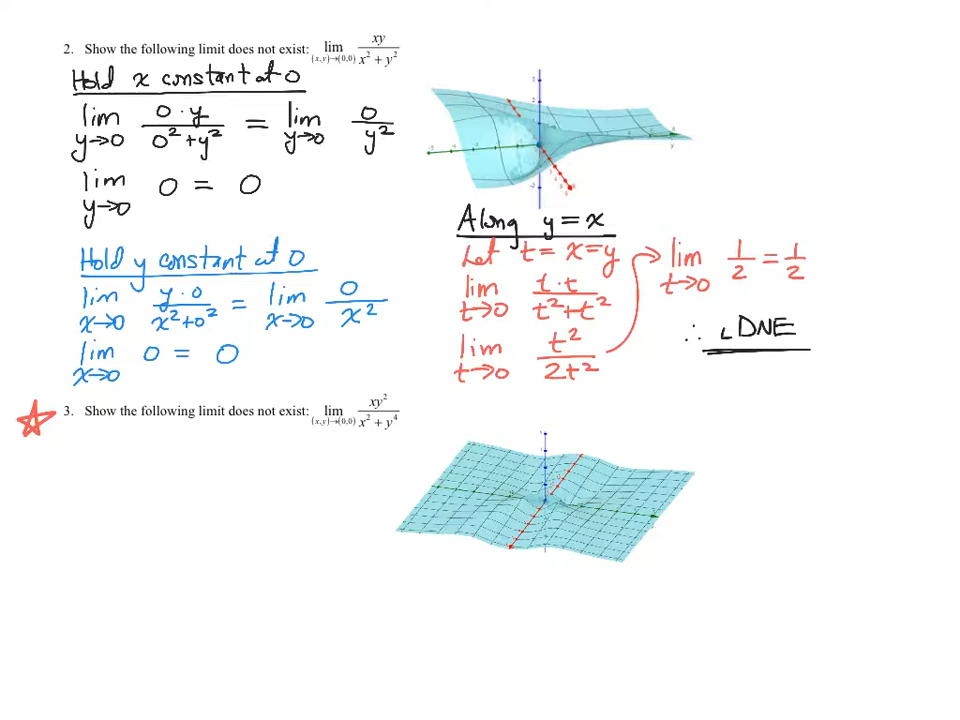 2. Show the following limit does not exist: lim (x,y)→(0,0) xy / (x² + y²)
Hold x constant at 0
lim y→0 (0·y) / (0² + y²) = lim y→0 0 / y²
lim y→0 0 = 0
Hold y constant at 0
lim x→0 (y·0) / (x² + 0²) = lim x→0 0 / x²
lim x→0 0 = 0
Along y = x
Let t = x = y
lim t→0 (t·t) / (t² + t²)
lim t→0 t² / 2t²
lim t→0 1/2 = 1/2
∴ L DNE
3. Show the following limit does not exist: lim (x,y)→(0,0) xy² / (x² + y⁴)